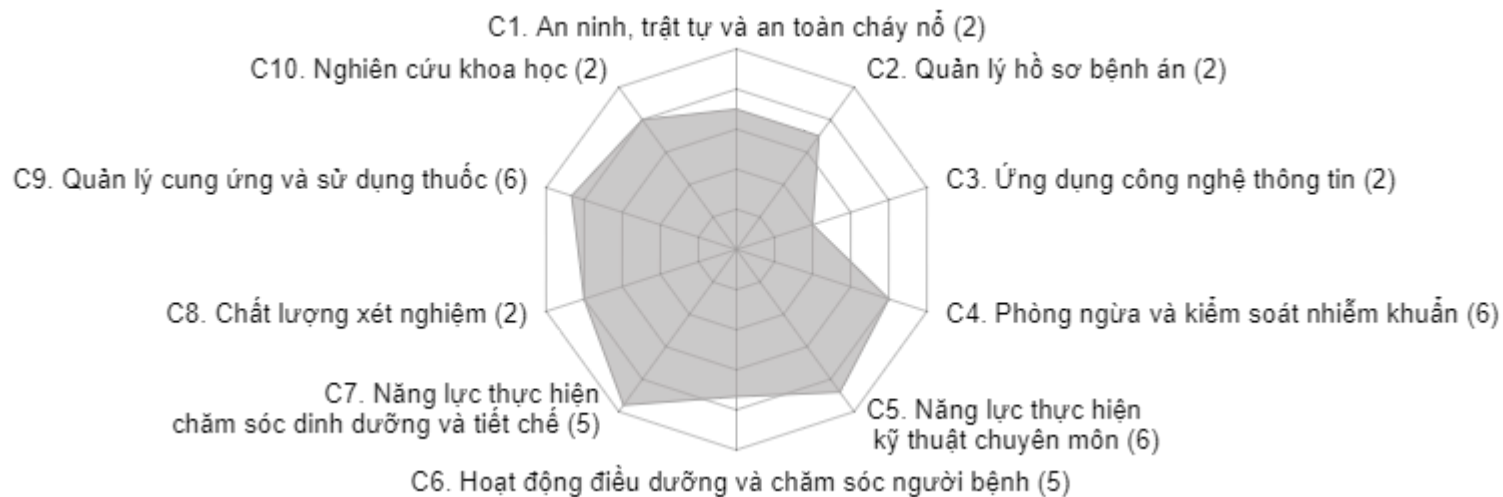 C1. An ninh, trật tự và an toàn cháy nổ (2)
C10. Nghiên cứu khoa học (2)
C2. Quản lý hồ sơ bệnh án (2)
C9. Quản lý cung ứng và sử dụng thuốc (6)
C3. Ứng dụng công nghệ thông tin (2)
C8. Chất lượng xét nghiệm (2)
C4. Phòng ngừa và kiểm soát nhiễm khuẩn (6)
C7. Năng lực thực hiện
chăm sóc dinh dưỡng và tiết chế (5)
C5. Năng lực thực hiện
kỹ thuật chuyên môn (6)
C6. Hoạt động điều dưỡng và chăm sóc người bệnh (5)